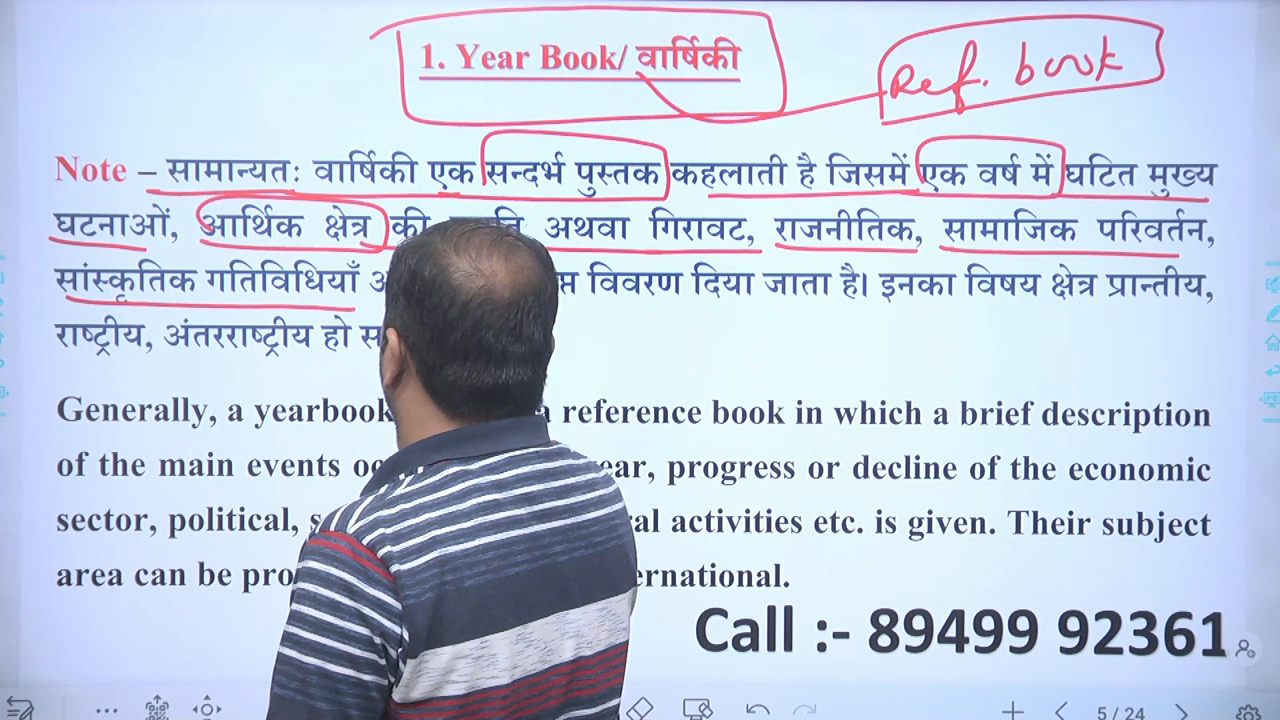 1. Year Book/ वार्षिकी
Ref. book
Note – सामान्यतः वार्षिकी एक सन्दर्भ पुस्तक कहलाती है जिसमें एक वर्ष में घटित मुख्य
घटनाओं, आर्थिक क्षेत्र की अथवा गिरावट, राजनीतिक, सामाजिक परिवर्तन,
सांस्कृतिक गतिविधियाँ विवरण दिया जाता है। इनका विषय क्षेत्र प्रान्तीय,
राष्ट्रीय, अंतरराष्ट्रीय हो
Generally, a yearbook a reference book in which a brief description
of the main events progress or decline of the economic
sector, political, activities etc. is given. Their subject
area can be
Call :- 89499 92361
5 / 24